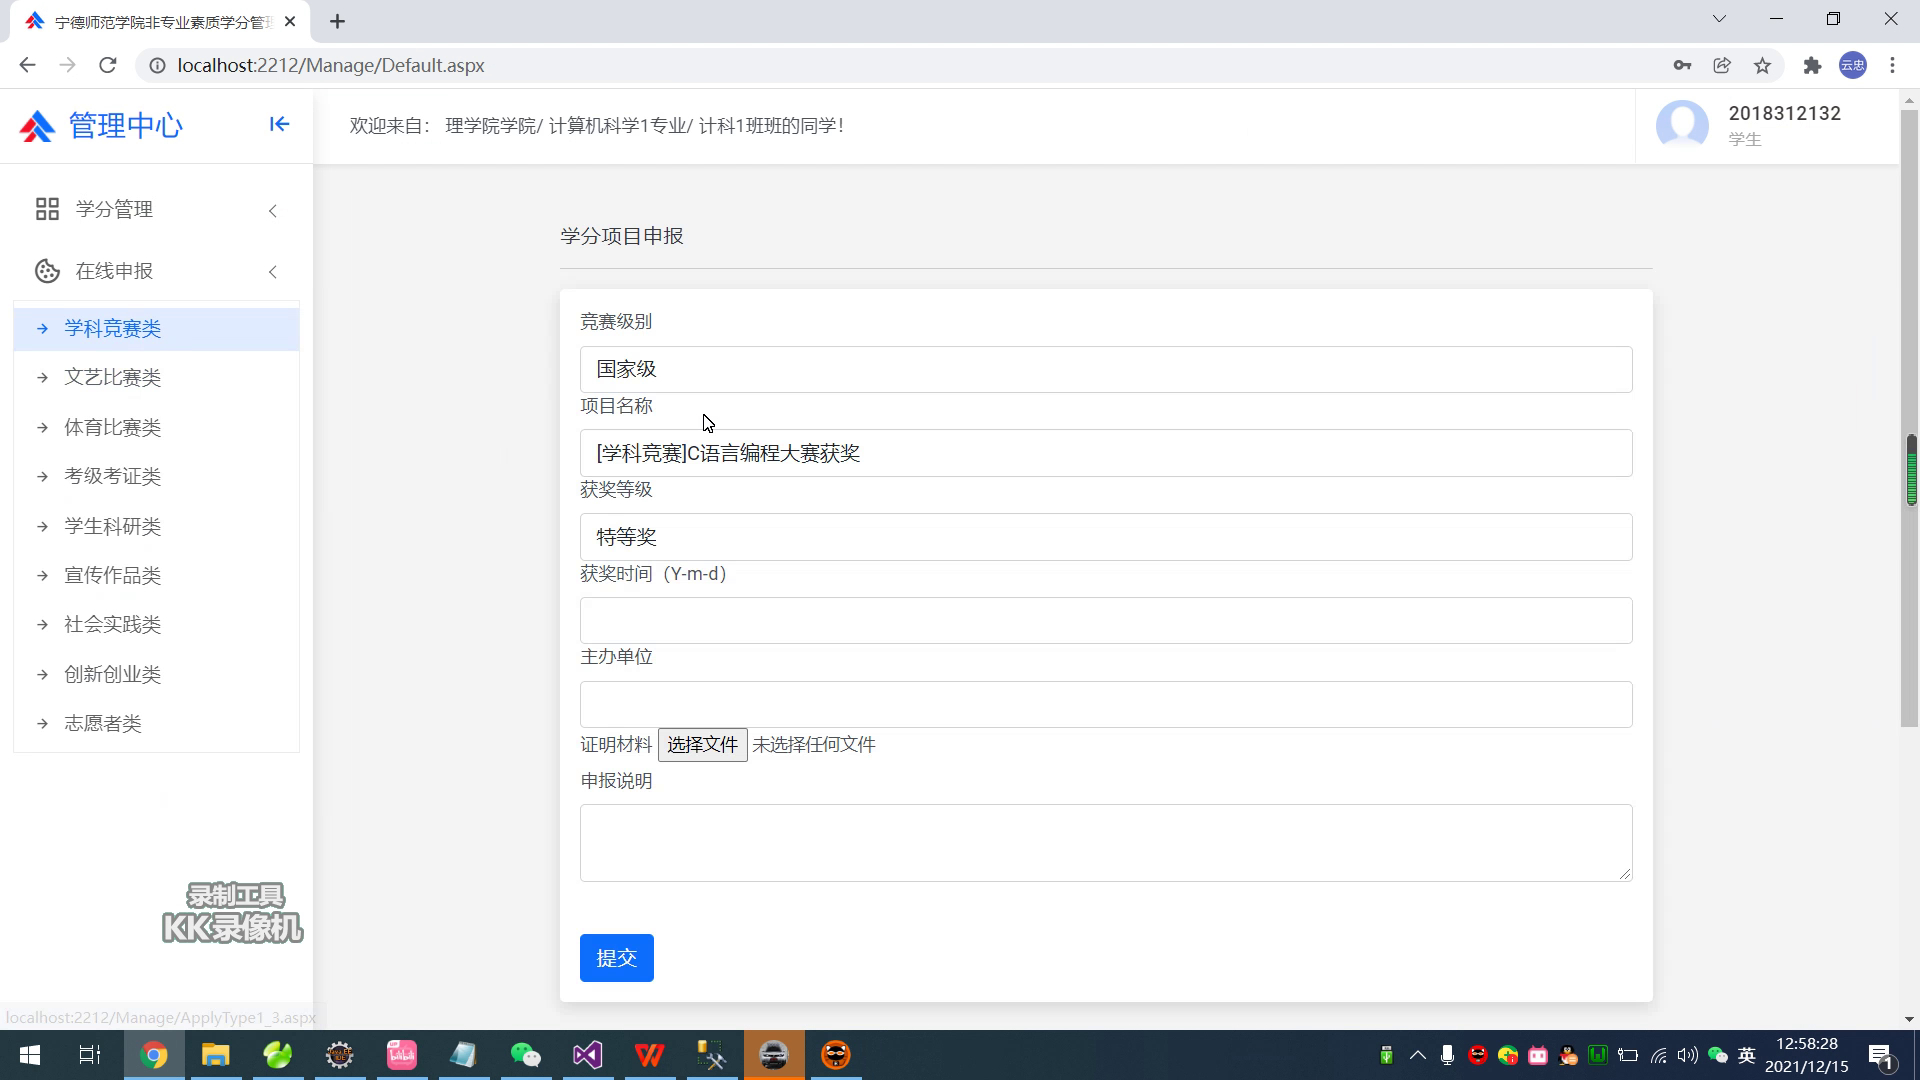 宁德师范学院非专业素质学分管理
localhost:2212/Manage/Default.aspx
云忠
管理中心
欢迎来自： 理学院学院/ 计算机科学1专业/ 计科1班班的同学！
2018312132
学生
学分管理
在线申报
学科竞赛类
文艺比赛类
体育比赛类
考级考证类
学生科研类
宣传作品类
社会实践类
创新创业类
志愿者类
学分项目申报
竞赛级别
国家级
项目名称
[学科竞赛]C语言编程大赛获奖
获奖等级
特等奖
获奖时间（Y-m-d）
主办单位
证明材料 选择文件 未选择任何文件
申报说明
提交
录制工具
KK录像机
localhost:2212/Manage/ApplyType1_3.aspx
英
12:58:28
2021/12/15
1